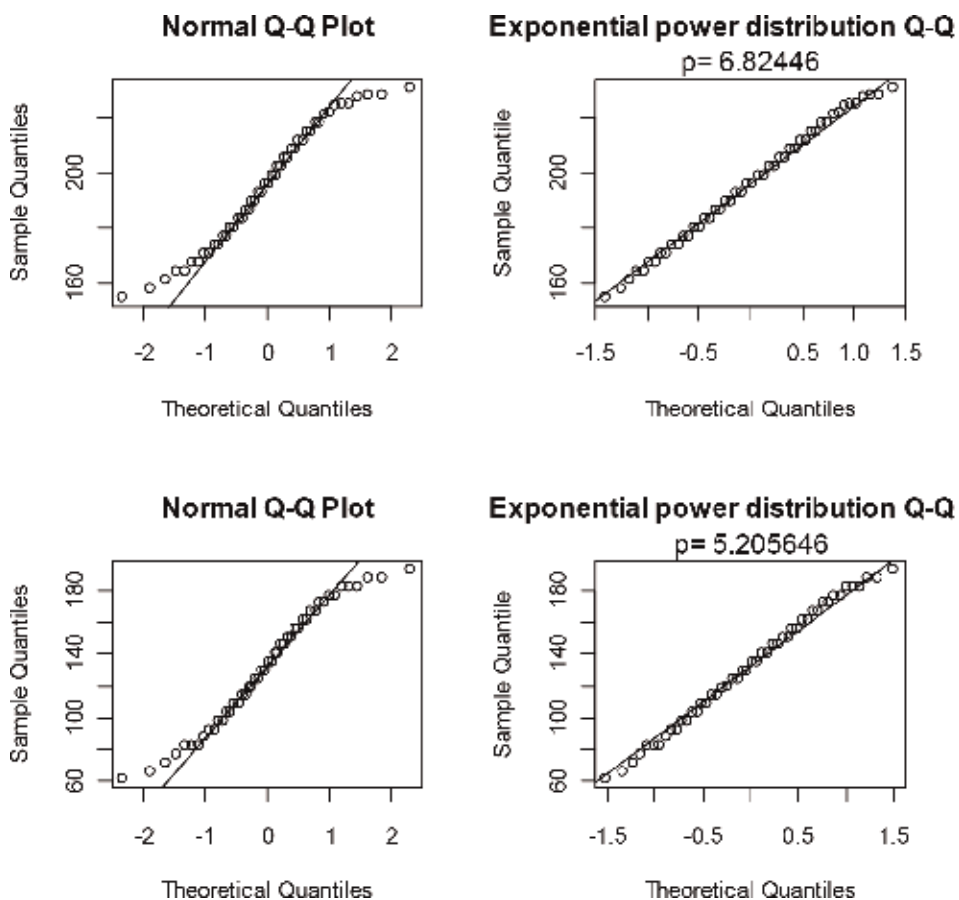 Normal Q-Q Plot
Sample Quantiles
200
160
-2 -1 0 1 2
Theoretical Quantiles
Exponential power distribution Q-Q
p= 6.82446
Sample Quantile
200
160
-1.5 -0.5 0.5 1.0 1.5
Theoretical Quantiles
Normal Q-Q Plot
Sample Quantiles
180
140
100
60
-2 -1 0 1 2
Theoretical Quantiles
Exponential power distribution Q-Q
p= 5.205646
Sample Quantile
180
140
100
60
-1.5 -0.5 0.5 1.5
Theoretical Quantiles